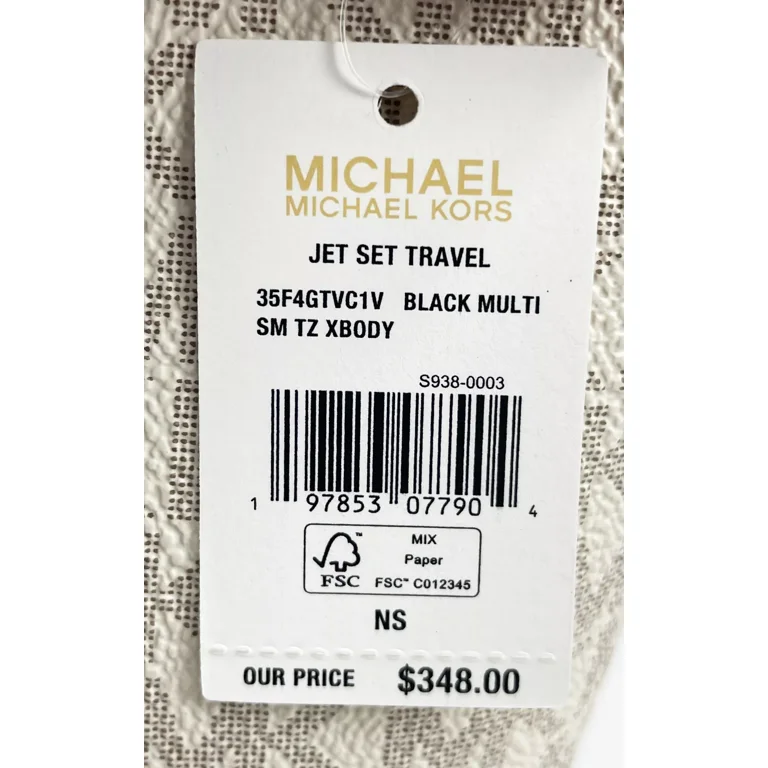 MICHAEL
MICHAEL KORS
JET SET TRAVEL
35F4GTVC1V BLACK MULTI
SM TZ XBODY
S938-0003
1 97853 07790 4
FSC™
MIX
Paper
FSC™ C012345
NS
OUR PRICE $348.00